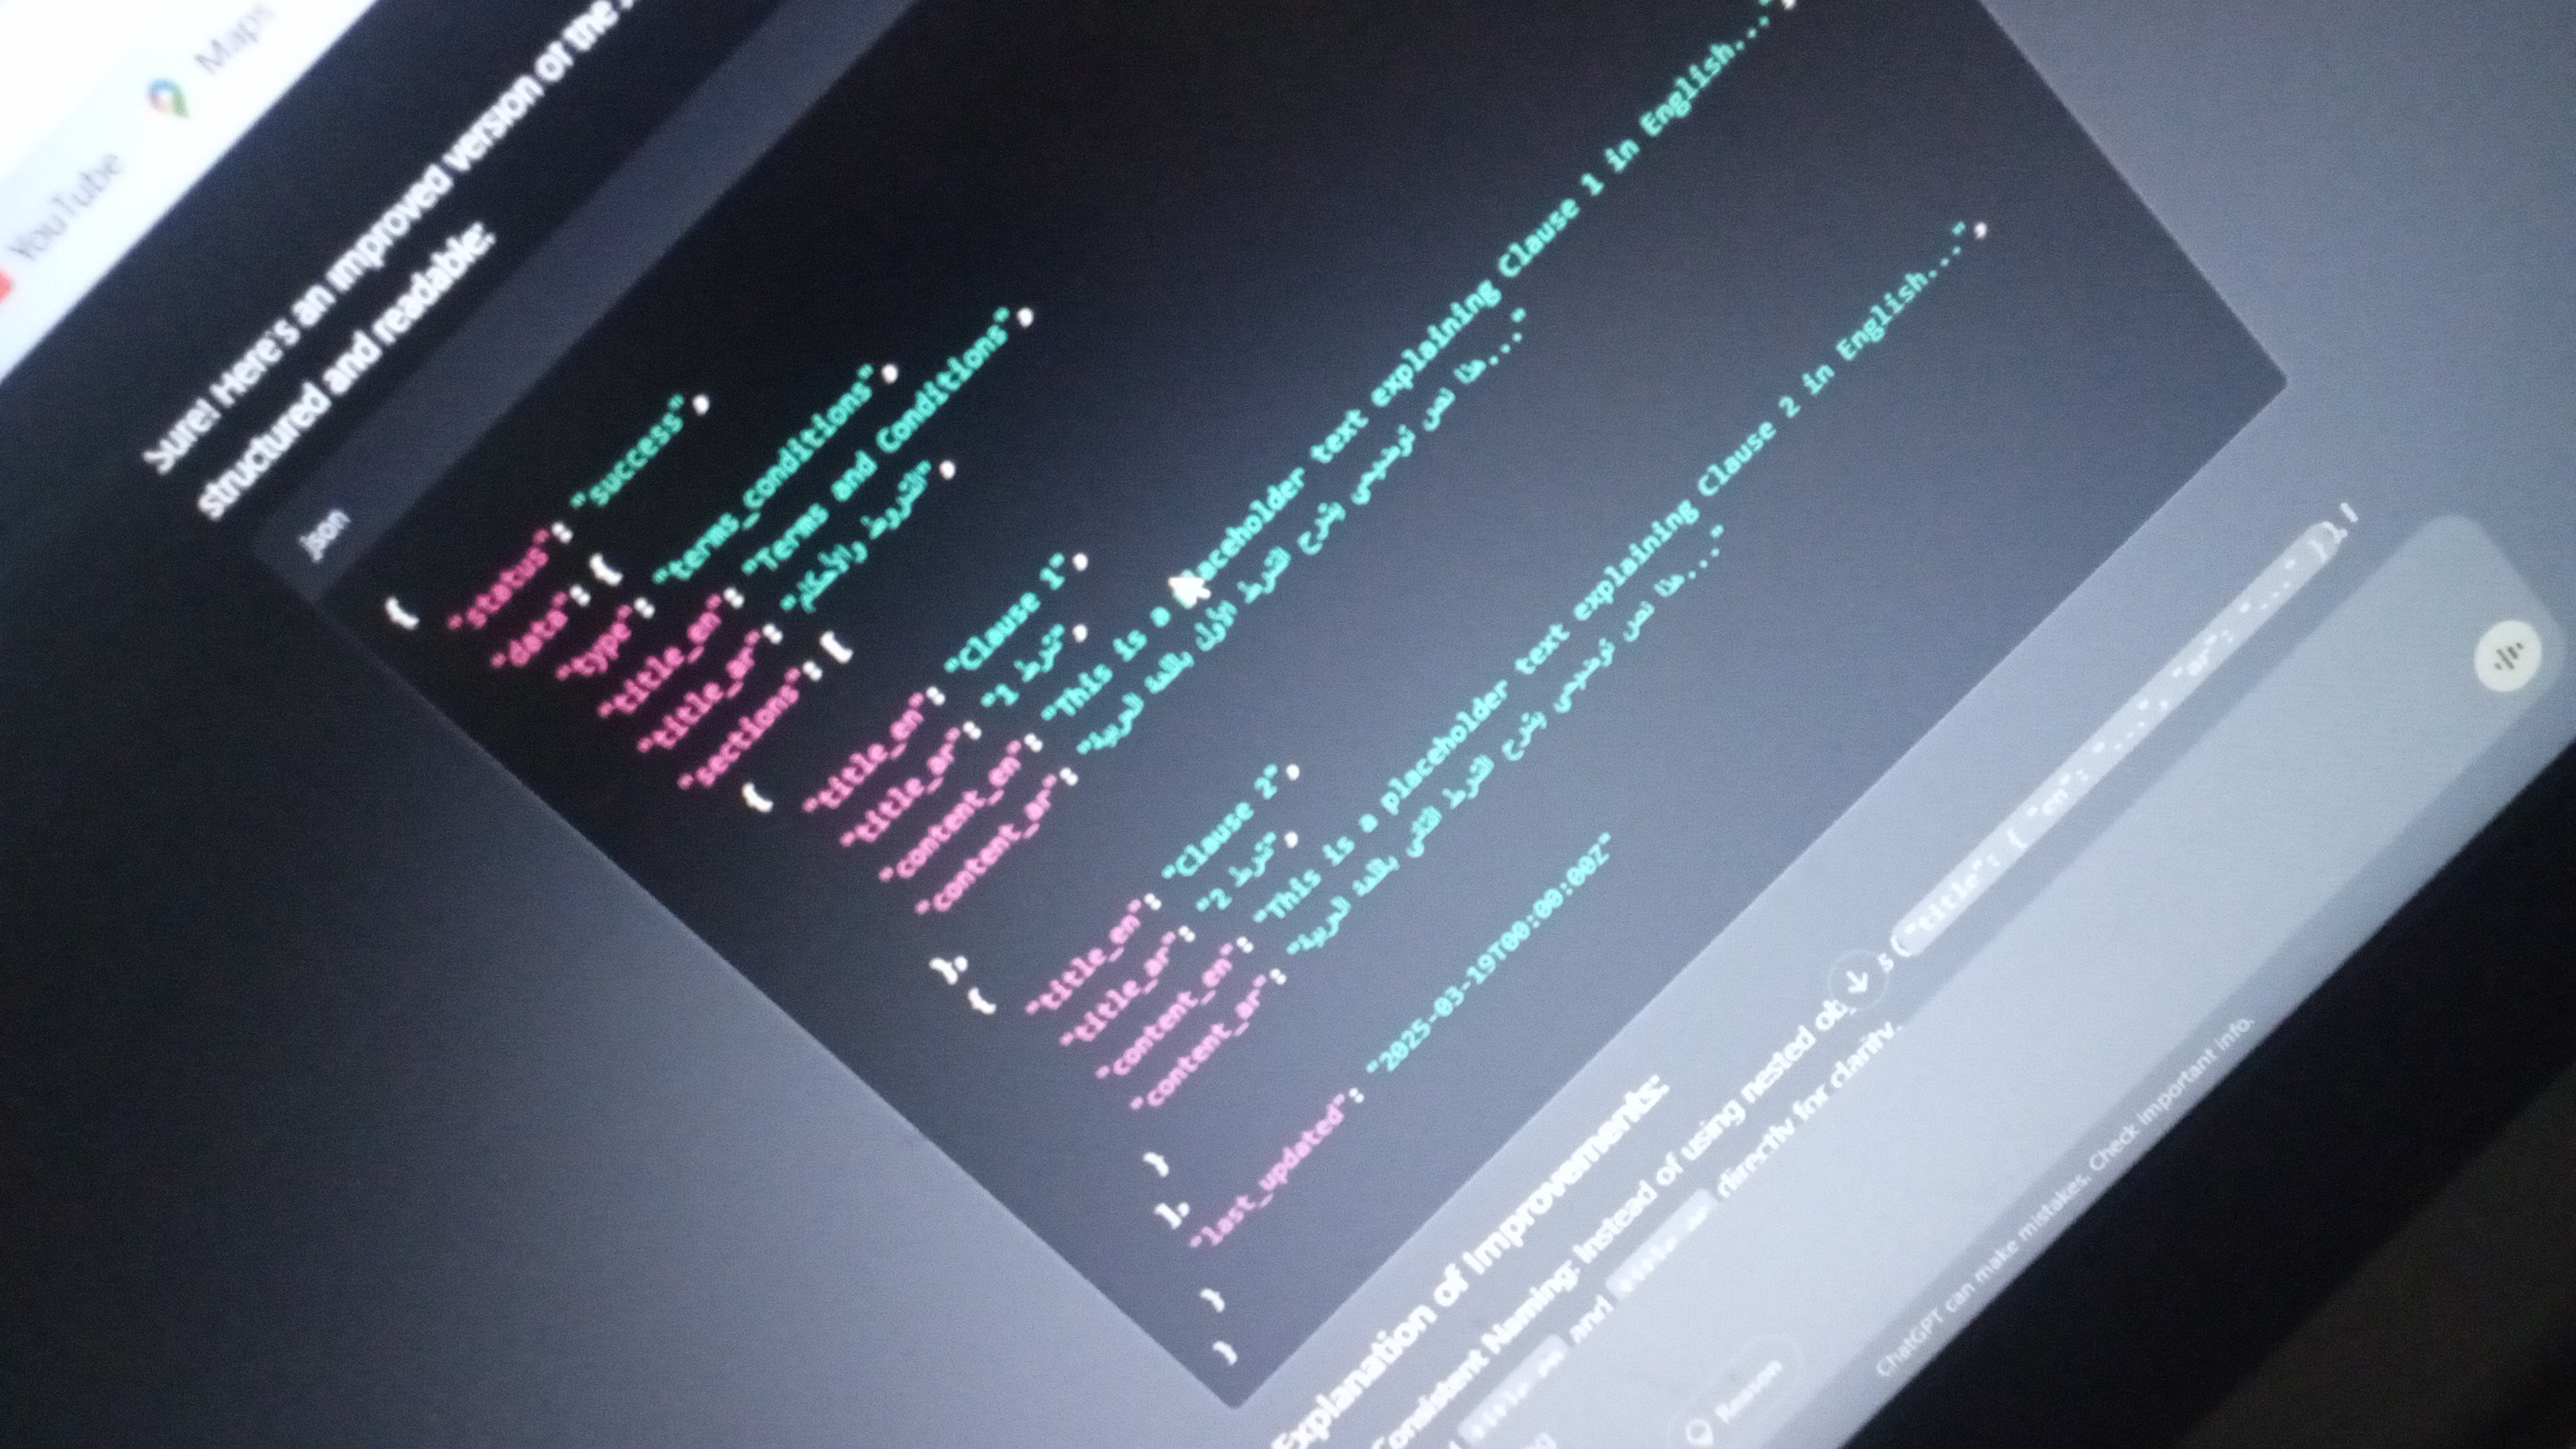 YouTube Maps
Sure! Here's an improved version of the
structured and readable:
json
{
"status": "success",
"data": {
"type": "terms_conditions",
"title_en": "Terms and Conditions",
"title_ar": "الشروط والأحكام",
"sections": [
{
"title_en": "Clause 1",
"title_ar": "شرط 1",
"content_en": "This is a placeholder text explaining clause 1 in English...",
"content_ar": "هذا نص توضيحي يشرح الشرط الأول باللغة العربية..."
},
{
"title_en": "Clause 2",
"title_ar": "شرط 2",
"content_en": "This is a placeholder text explaining clause 2 in English...",
"content_ar": "هذا نص توضيحي يشرح الشرط الثاني باللغة العربية..."
}
],
"last_updated": "2025-03-19T00:00:00Z"
}
}
Explanation of Improvements:
Consistent Naming: Instead of using nested ( "title": { "en": "...", "ar": "..." } ), I
and directly for clarity.
Reason
ChatGPT can make mistakes. Check important info.